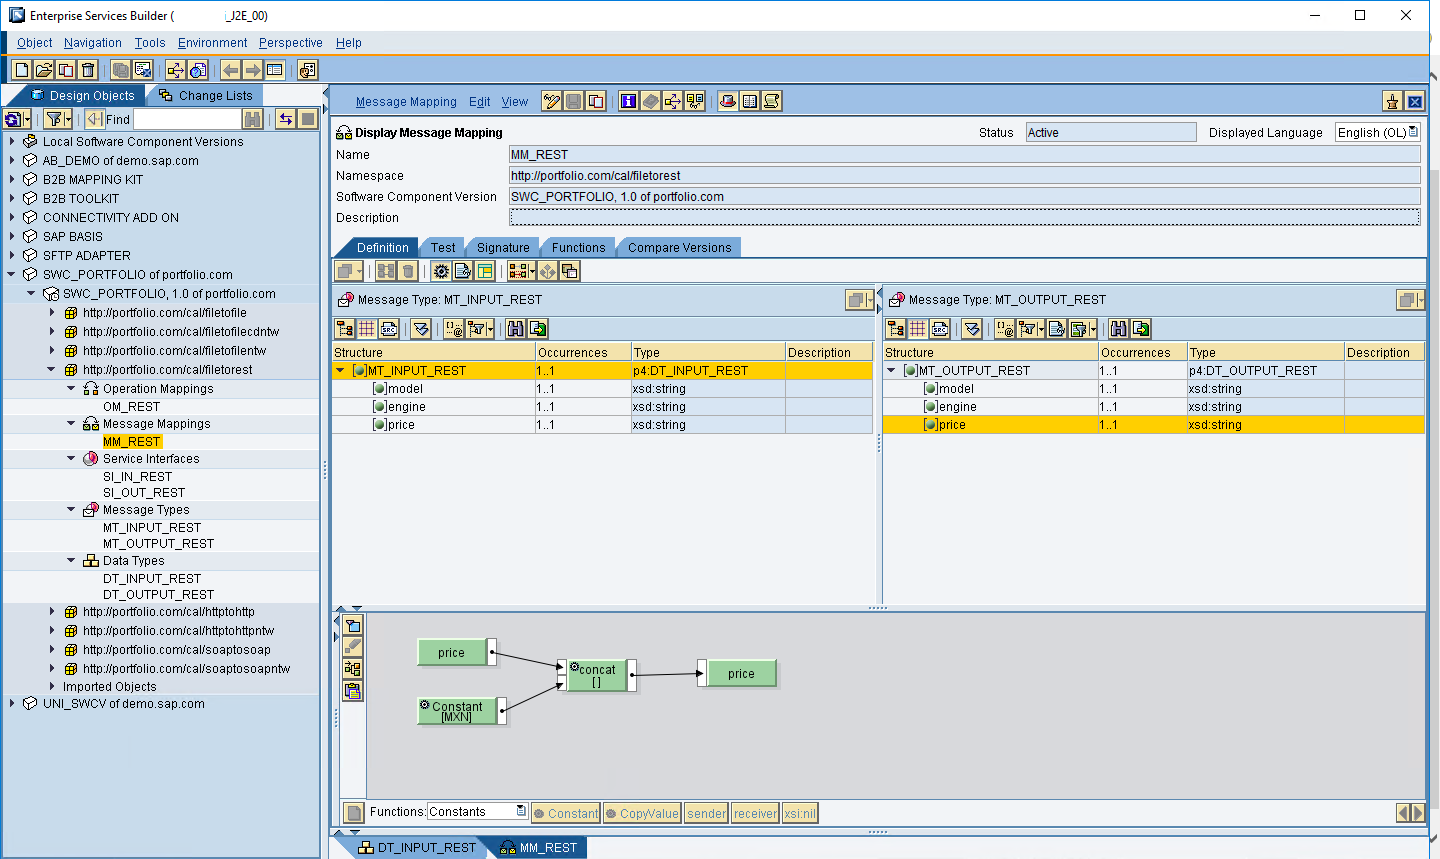 Enterprise Services Builder ( _J2E_00)
Object Navigation Tools Environment Perspective Help
Design Objects Change Lists
Find
Local Software Component Versions
AB_DEMO of demo.sap.com
B2B MAPPING KIT
B2B TOOLKIT
CONNECTIVITY ADD ON
SAP BASIS
SFTP ADAPTER
SWC_PORTFOLIO of portfolio.com
SWC_PORTFOLIO, 1.0 of portfolio.com
http://portfolio.com/cal/filetofile
http://portfolio.com/cal/filetofilecdntw
http://portfolio.com/cal/filetofilentw
http://portfolio.com/cal/filetorest
Operation Mappings
OM_REST
Message Mappings
MM_REST
Service Interfaces
SI_IN_REST
SI_OUT_REST
Message Types
MT_INPUT_REST
MT_OUTPUT_REST
Data Types
DT_INPUT_REST
DT_OUTPUT_REST
http://portfolio.com/cal/httptohttp
http://portfolio.com/cal/httptohttpntw
http://portfolio.com/cal/soaptosoap
http://portfolio.com/cal/soaptosoapntw
Imported Objects
UNI_SWCV of demo.sap.com
Message Mapping Edit View
Display Message Mapping Status Active Displayed Language English (OL)
Name MM_REST
Namespace http://portfolio.com/cal/filetorest
Software Component Version SWC_PORTFOLIO, 1.0 of portfolio.com
Description
Definition Test Signature Functions Compare Versions
Message Type: MT_INPUT_REST
SRC
Structure Occurrences Type Description
MT_INPUT_REST 1..1 p4:DT_INPUT_REST
model 1..1 xsd:string
engine 1..1 xsd:string
price 1..1 xsd:string
Message Type: MT_OUTPUT_REST
SRC
Structure Occurrences Type Description
MT_OUTPUT_REST 1..1 p4:DT_OUTPUT_REST
model 1..1 xsd:string
engine 1..1 xsd:string
price 1..1 xsd:string
price
concat
[ ]
price
Constant
[MXN]
Functions: Constants Constant CopyValue sender receiver xsi:nil
DT_INPUT_REST MM_REST